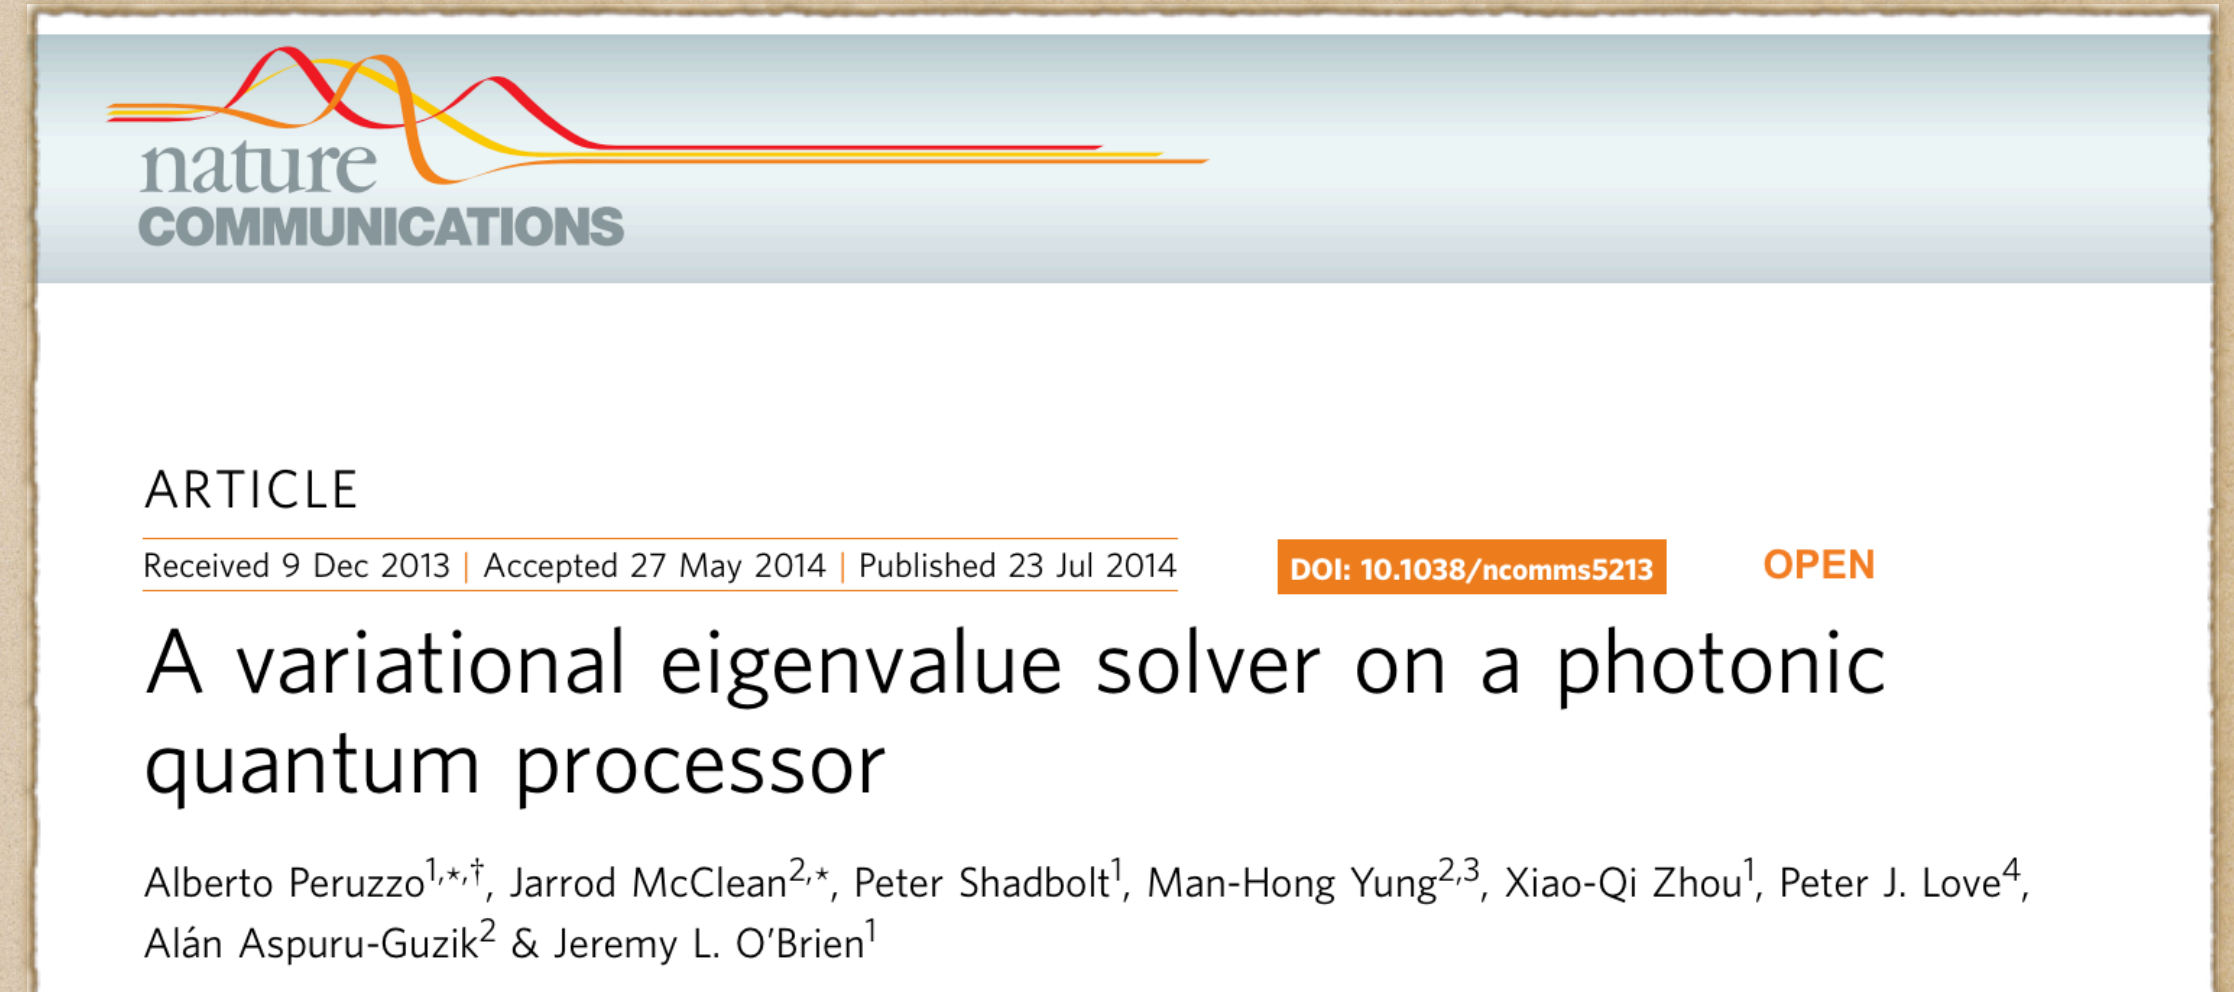 nature
COMMUNICATIONS
ARTICLE
Received 9 Dec 2013 | Accepted 27 May 2014 | Published 23 Jul 2014
DOI: 10.1038/ncomms5213
OPEN
A variational eigenvalue solver on a photonic
quantum processor
Alberto Peruzzo1,*,†, Jarrod McClean2,*, Peter Shadbolt1, Man-Hong Yung2,3, Xiao-Qi Zhou1, Peter J. Love4,
Alán Aspuru-Guzik2 & Jeremy L. O’Brien1